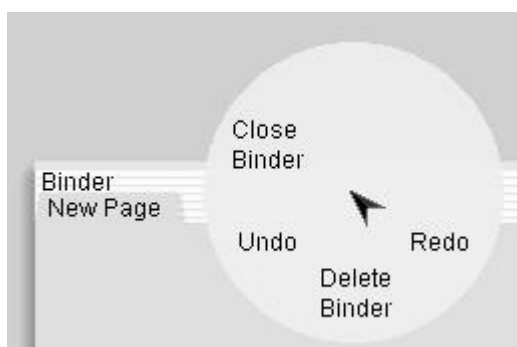 Close
Binder
Binder
New Page
Undo
Redo
Delete
Binder